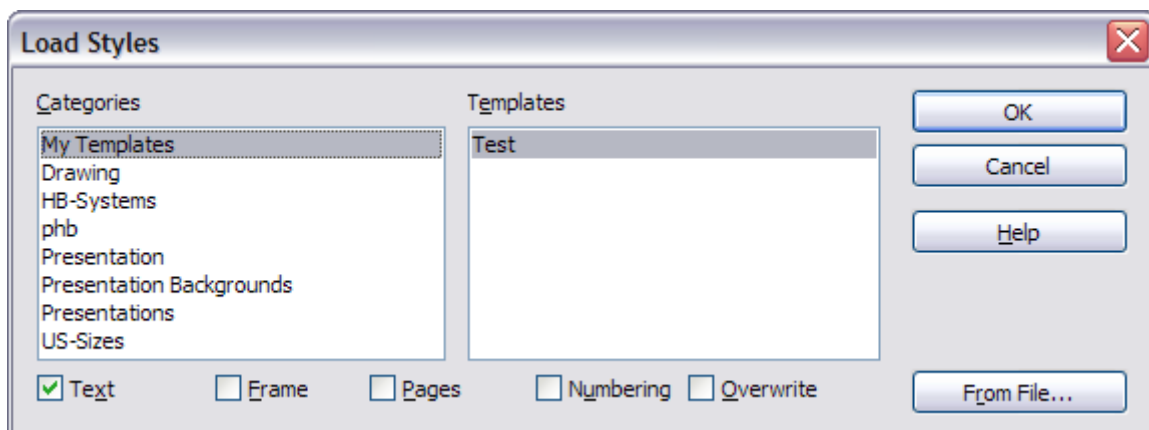 Load Styles
Categories
My Templates
Drawing
HB-Systems
phb
Presentation
Presentation Backgrounds
Presentations
US-Sizes
Templates
Test
OK
Cancel
Help
Text Frame Pages Numbering Overwrite
From File...